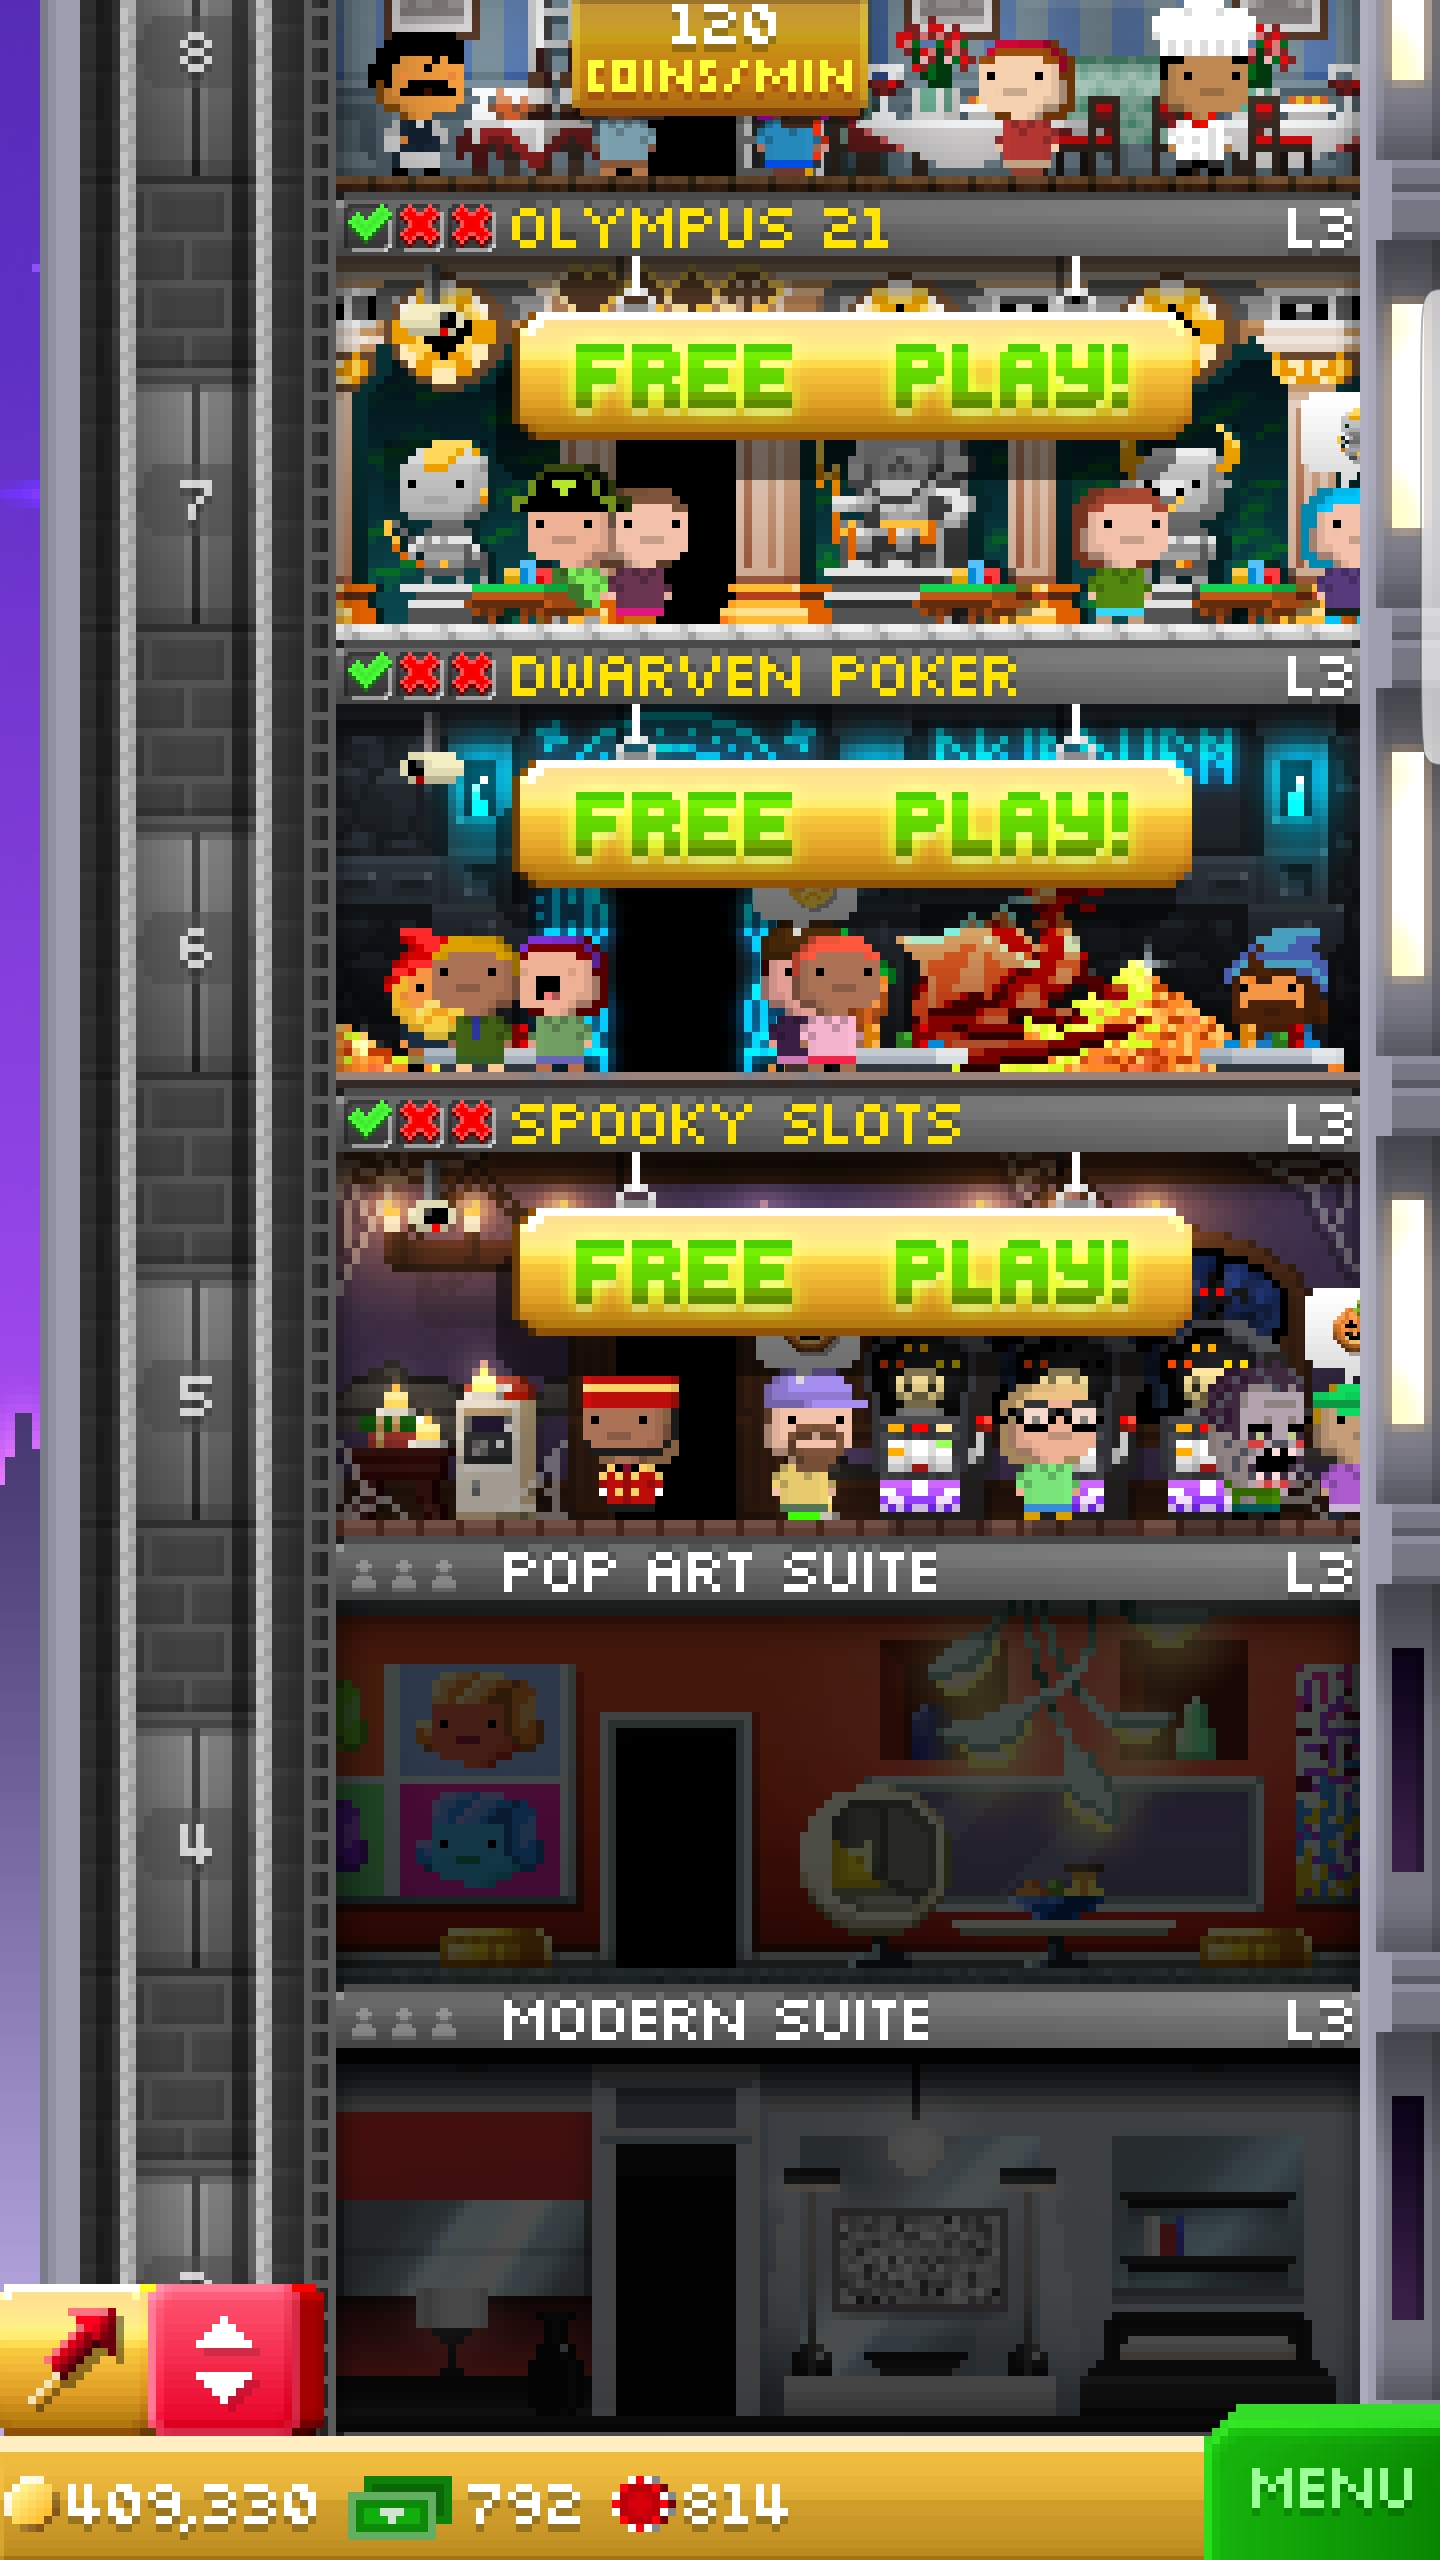 8
120
COINS/MIN
OLYMPUS 21
L3
FREE PLAY!
7
DWARVEN POKER
L3
FREE PLAY!
6
SPOOKY SLOTS
L3
FREE PLAY!
5
POP ART SUITE
L3
4
MODERN SUITE
L3
409,330
792
814
MENU